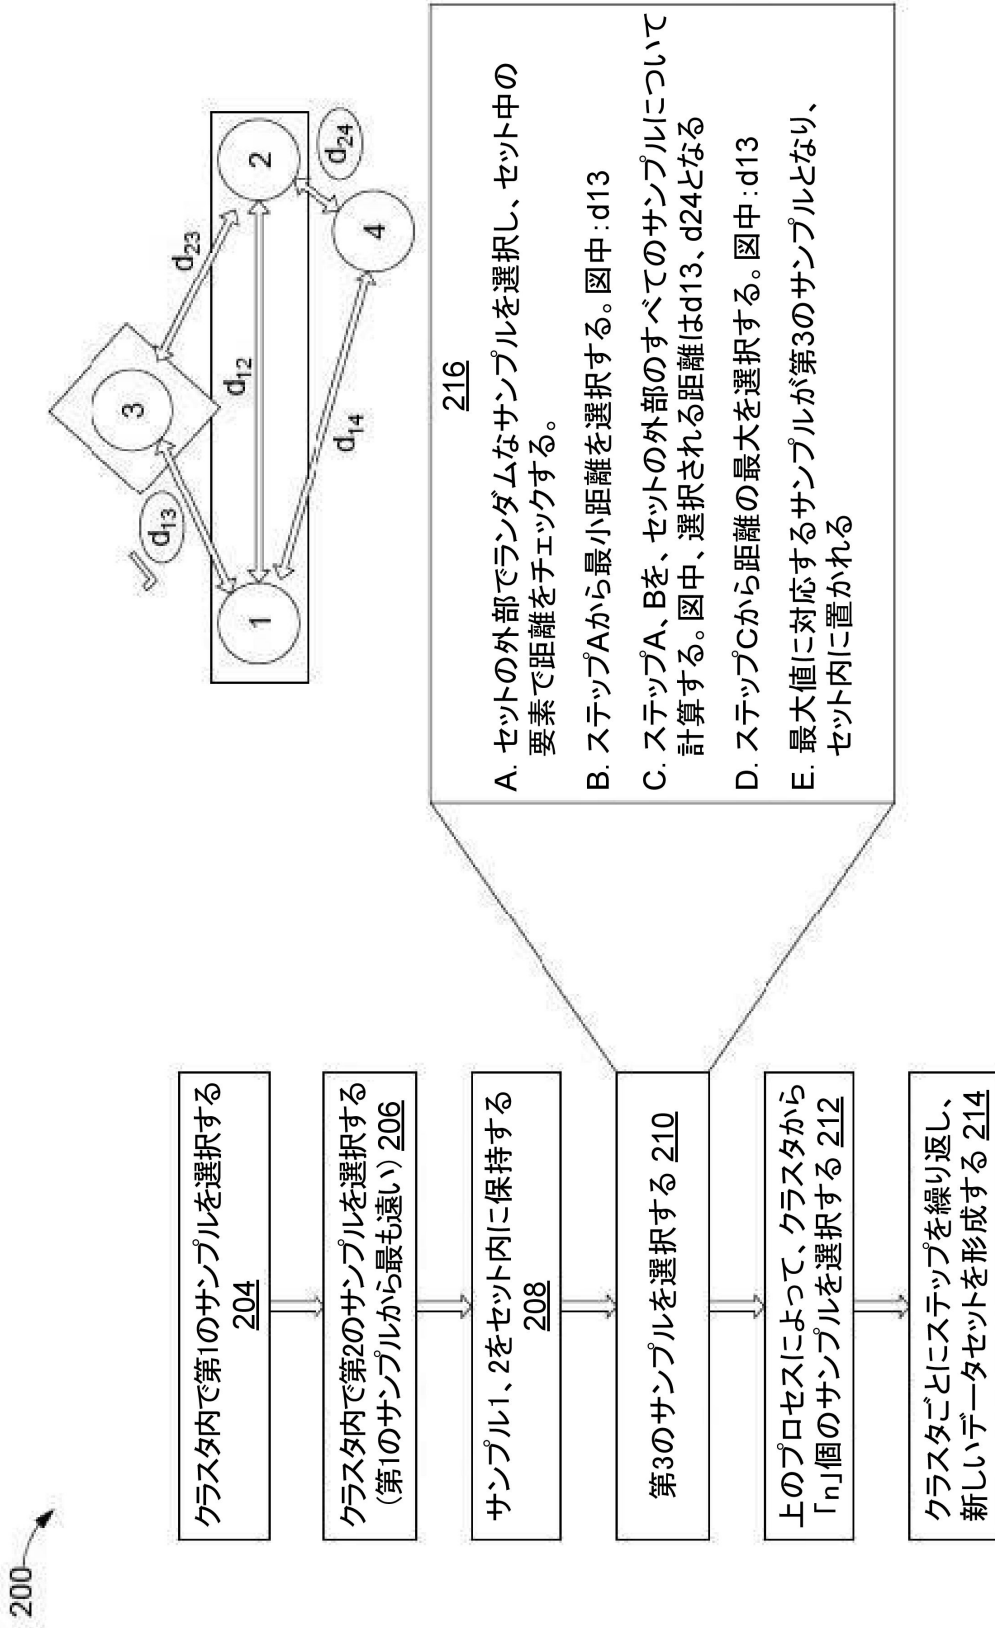 200
クラスタ内で第1のサンプルを選択する
204
クラスタ内で第2のサンプルを選択する
(第1のサンプルから最も遠い) 206
サンプル1、2をセット内に保持する
208
第3のサンプルを選択する 210
上のプロセスによって、クラスタから
「n」個のサンプルを選択する 212
クラスタごとにステップを繰り返し、
新しいデータセットを形成する 214
d13
d23
3
1
d12
2
d14
4
d24
216
A. セットの外部でランダムなサンプルを選択し、セット中の
要素で距離をチェックする。
B. ステップAから最小距離を選択する。図中：d13
C. ステップA、Bを、セットの外部のすべてのサンプルについて
計算する。図中、選択される距離はd13、d24となる
D. ステップCから距離の最大を選択する。図中：d13
E. 最大値に対応するサンプルが第3のサンプルとなり、
セット内に置かれる